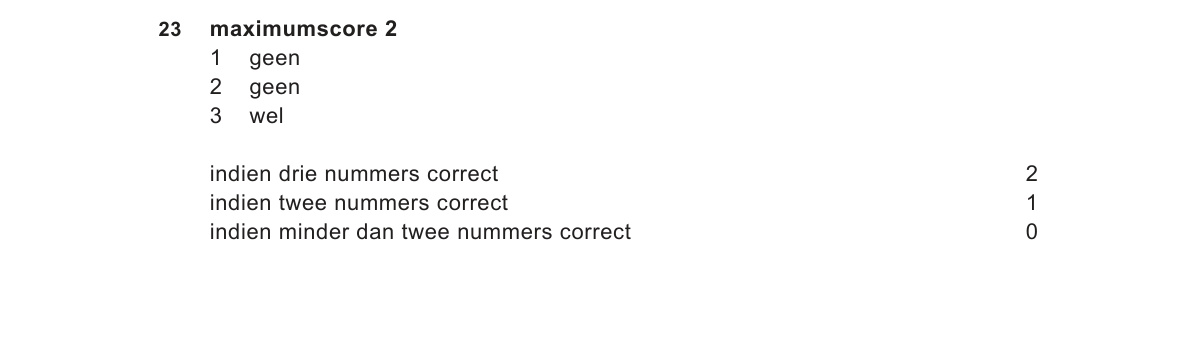 23 maximumscore 2
1 geen
2 geen
3 wel
indien drie nummers correct 2
indien twee nummers correct 1
indien minder dan twee nummers correct 0